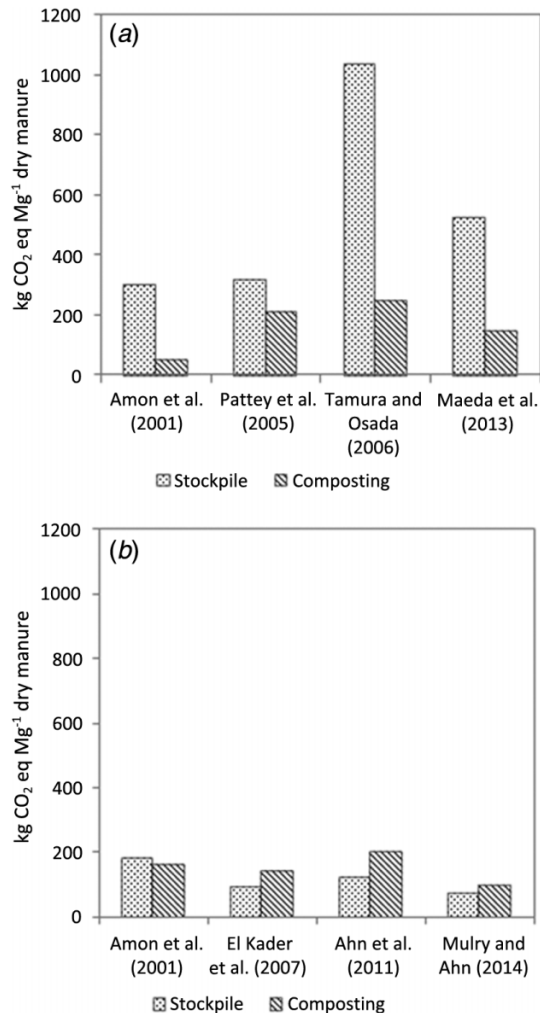 (a)
kg CO₂ eq Mg⁻¹ dry manure
1200
1000
800
600
400
200
0
Amon et al. Pattey et al. Tamura and Maeda et al.
(2001) (2005) Osada (2013)
(2006)
Stockpile Composting
(b)
kg CO₂ eq Mg⁻¹ dry manure
1200
1000
800
600
400
200
0
Amon et al. El Kader Ahn et al. Mulry and
(2001) et al. (2007) (2011) Ahn (2014)
Stockpile Composting